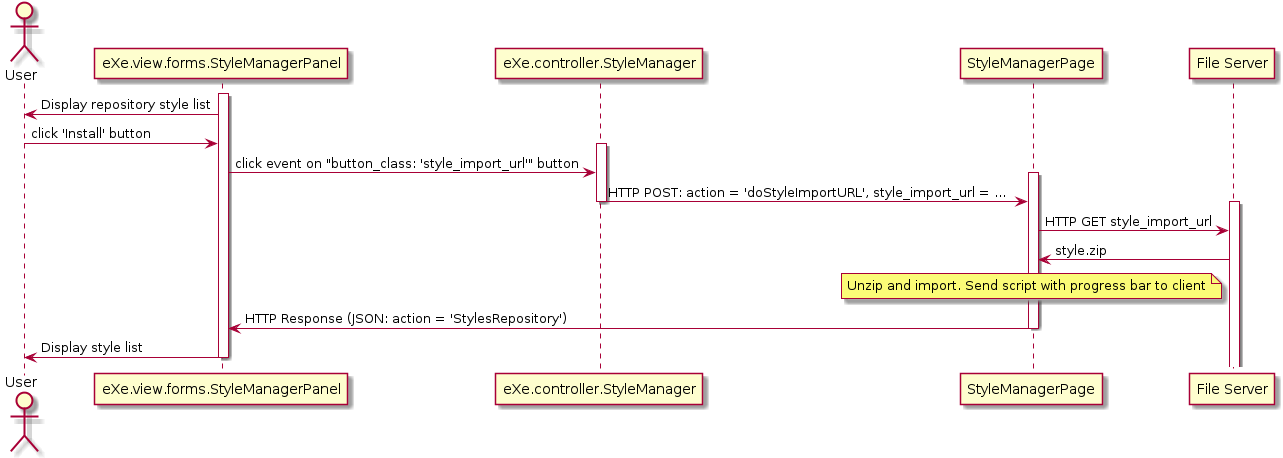 User
eXe.view.forms.StyleManagerPanel
eXe.controller.StyleManager
StyleManagerPage
File Server
Display repository style list
click 'Install' button
click event on "button_class: 'style_import_url'" button
HTTP POST: action = 'doStyleImportURL', style_import_url = ...
HTTP GET style_import_url
style.zip
Unzip and import. Send script with progress bar to client
HTTP Response (JSON: action = 'StylesRepository')
Display style list
User
eXe.view.forms.StyleManagerPanel
eXe.controller.StyleManager
StyleManagerPage
File Server